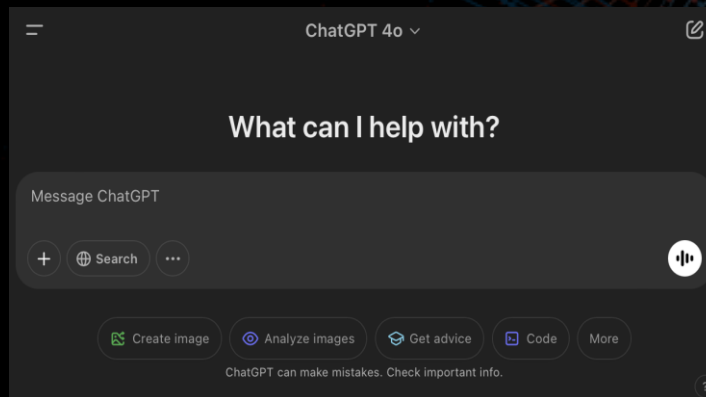 ChatGPT 4o
What can I help with?
Message ChatGPT
Search
Create image Analyze images Get advice Code More
ChatGPT can make mistakes. Check important info.
?